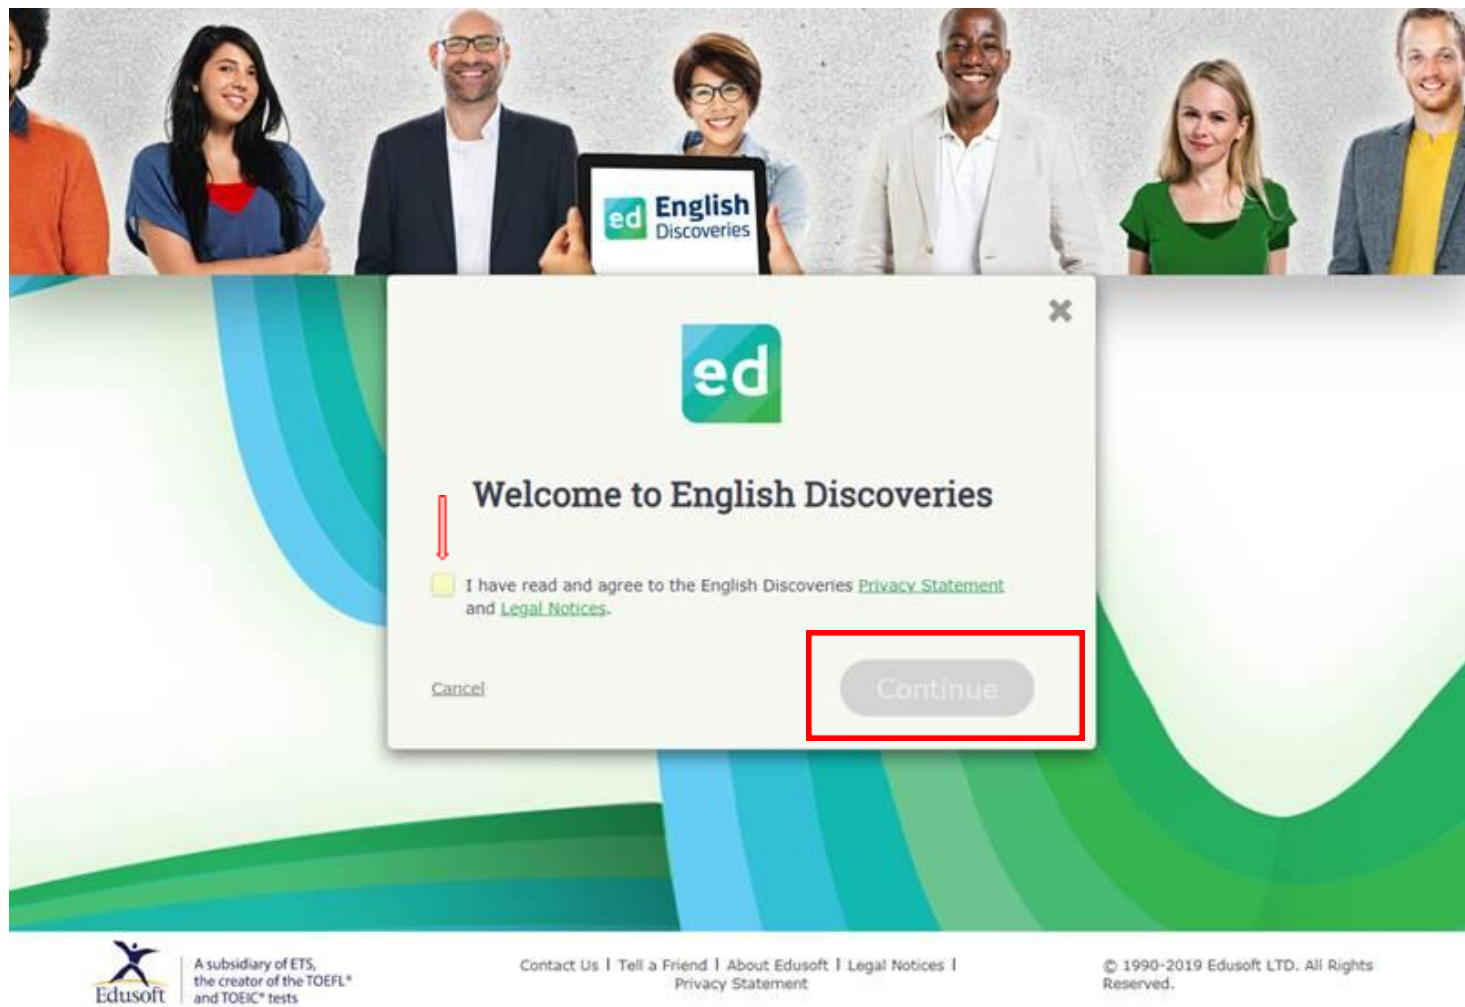 ed English
Discoveries
ed
Welcome to English Discoveries
I have read and agree to the English Discoveries Privacy Statement
and Legal Notices.
Cancel
Continue
Edusoft
A subsidiary of ETS,
the creator of the TOEFL®
and TOEIC® tests
Contact Us | Tell a Friend | About Edusoft | Legal Notices |
Privacy Statement
© 1990-2019 Edusoft LTD. All Rights
Reserved.